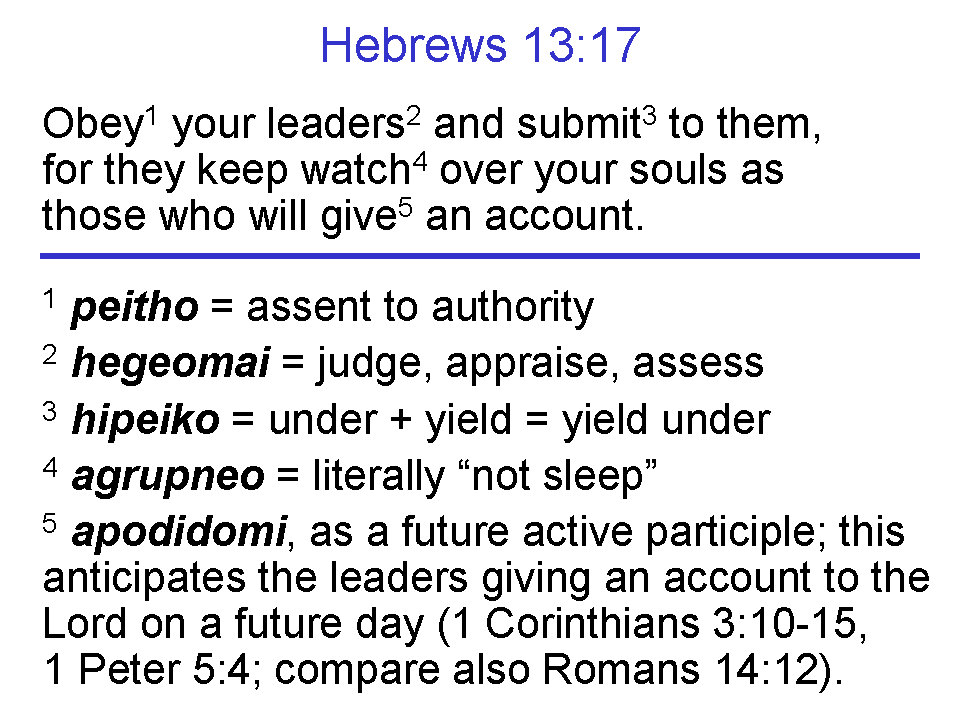 Hebrews 13:17
Obey¹ your leaders² and submit³ to them,
for they keep watch⁴ over your souls as
those who will give⁵ an account.
¹ peitho = assent to authority
² hegeomai = judge, appraise, assess
³ hipeiko = under + yield = yield under
⁴ agrupneo = literally “not sleep”
⁵ apodidomi, as a future active participle; this
anticipates the leaders giving an account to the
Lord on a future day (1 Corinthians 3:10-15,
1 Peter 5:4; compare also Romans 14:12).